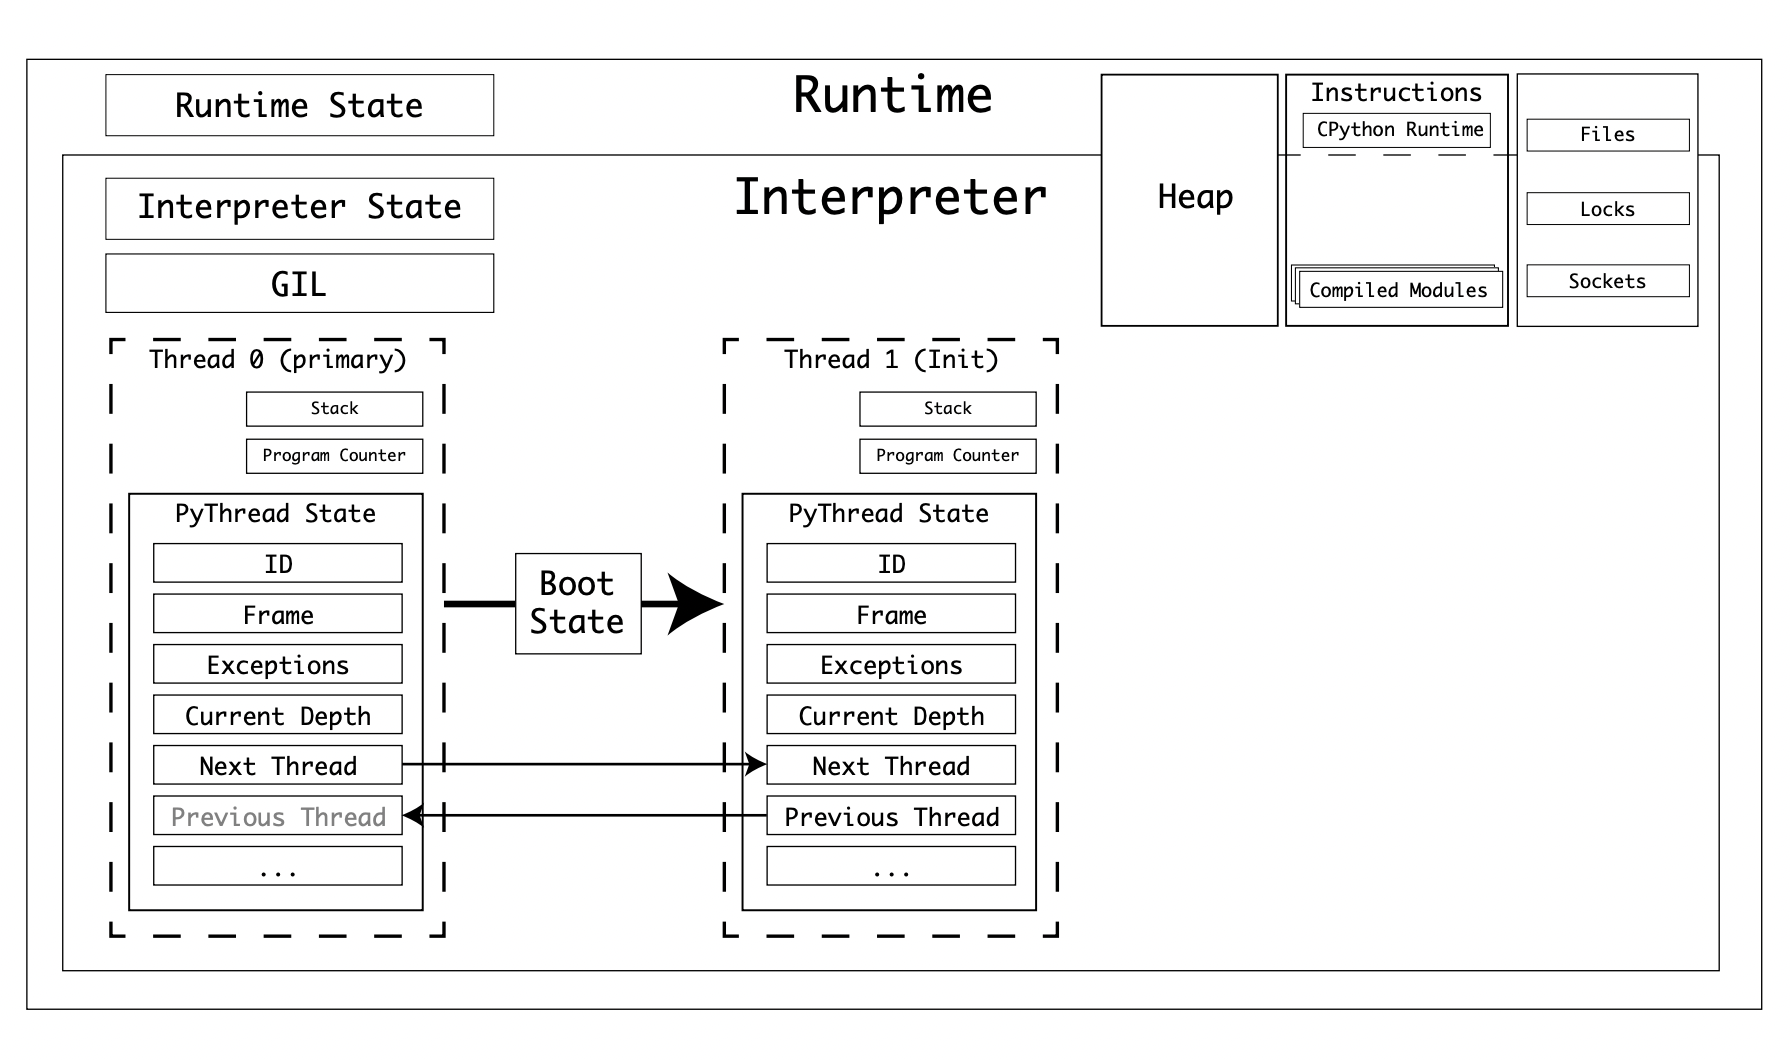 Runtime State
Runtime
Interpreter State
Interpreter
GIL
Heap
Instructions
CPython Runtime
Compiled Modules
Files
Locks
Sockets
Thread 0 (primary)
Stack
Program Counter
PyThread State
ID
Frame
Exceptions
Current Depth
Next Thread
Previous Thread
...
Boot
State
Thread 1 (Init)
Stack
Program Counter
PyThread State
ID
Frame
Exceptions
Current Depth
Next Thread
Previous Thread
...